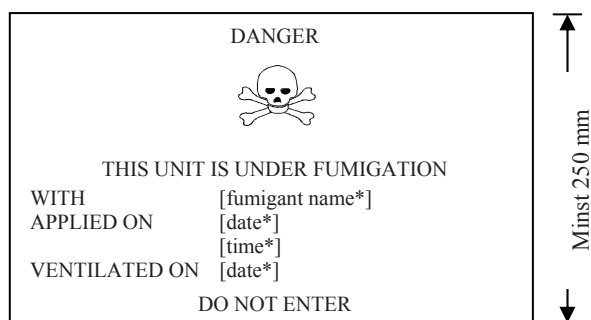 DANGER
THIS UNIT IS UNDER FUMIGATION
WITH [fumigant name*]
APPLIED ON [date*]
[time*]
VENTILATED ON [date*]
DO NOT ENTER
Minst 250 mm